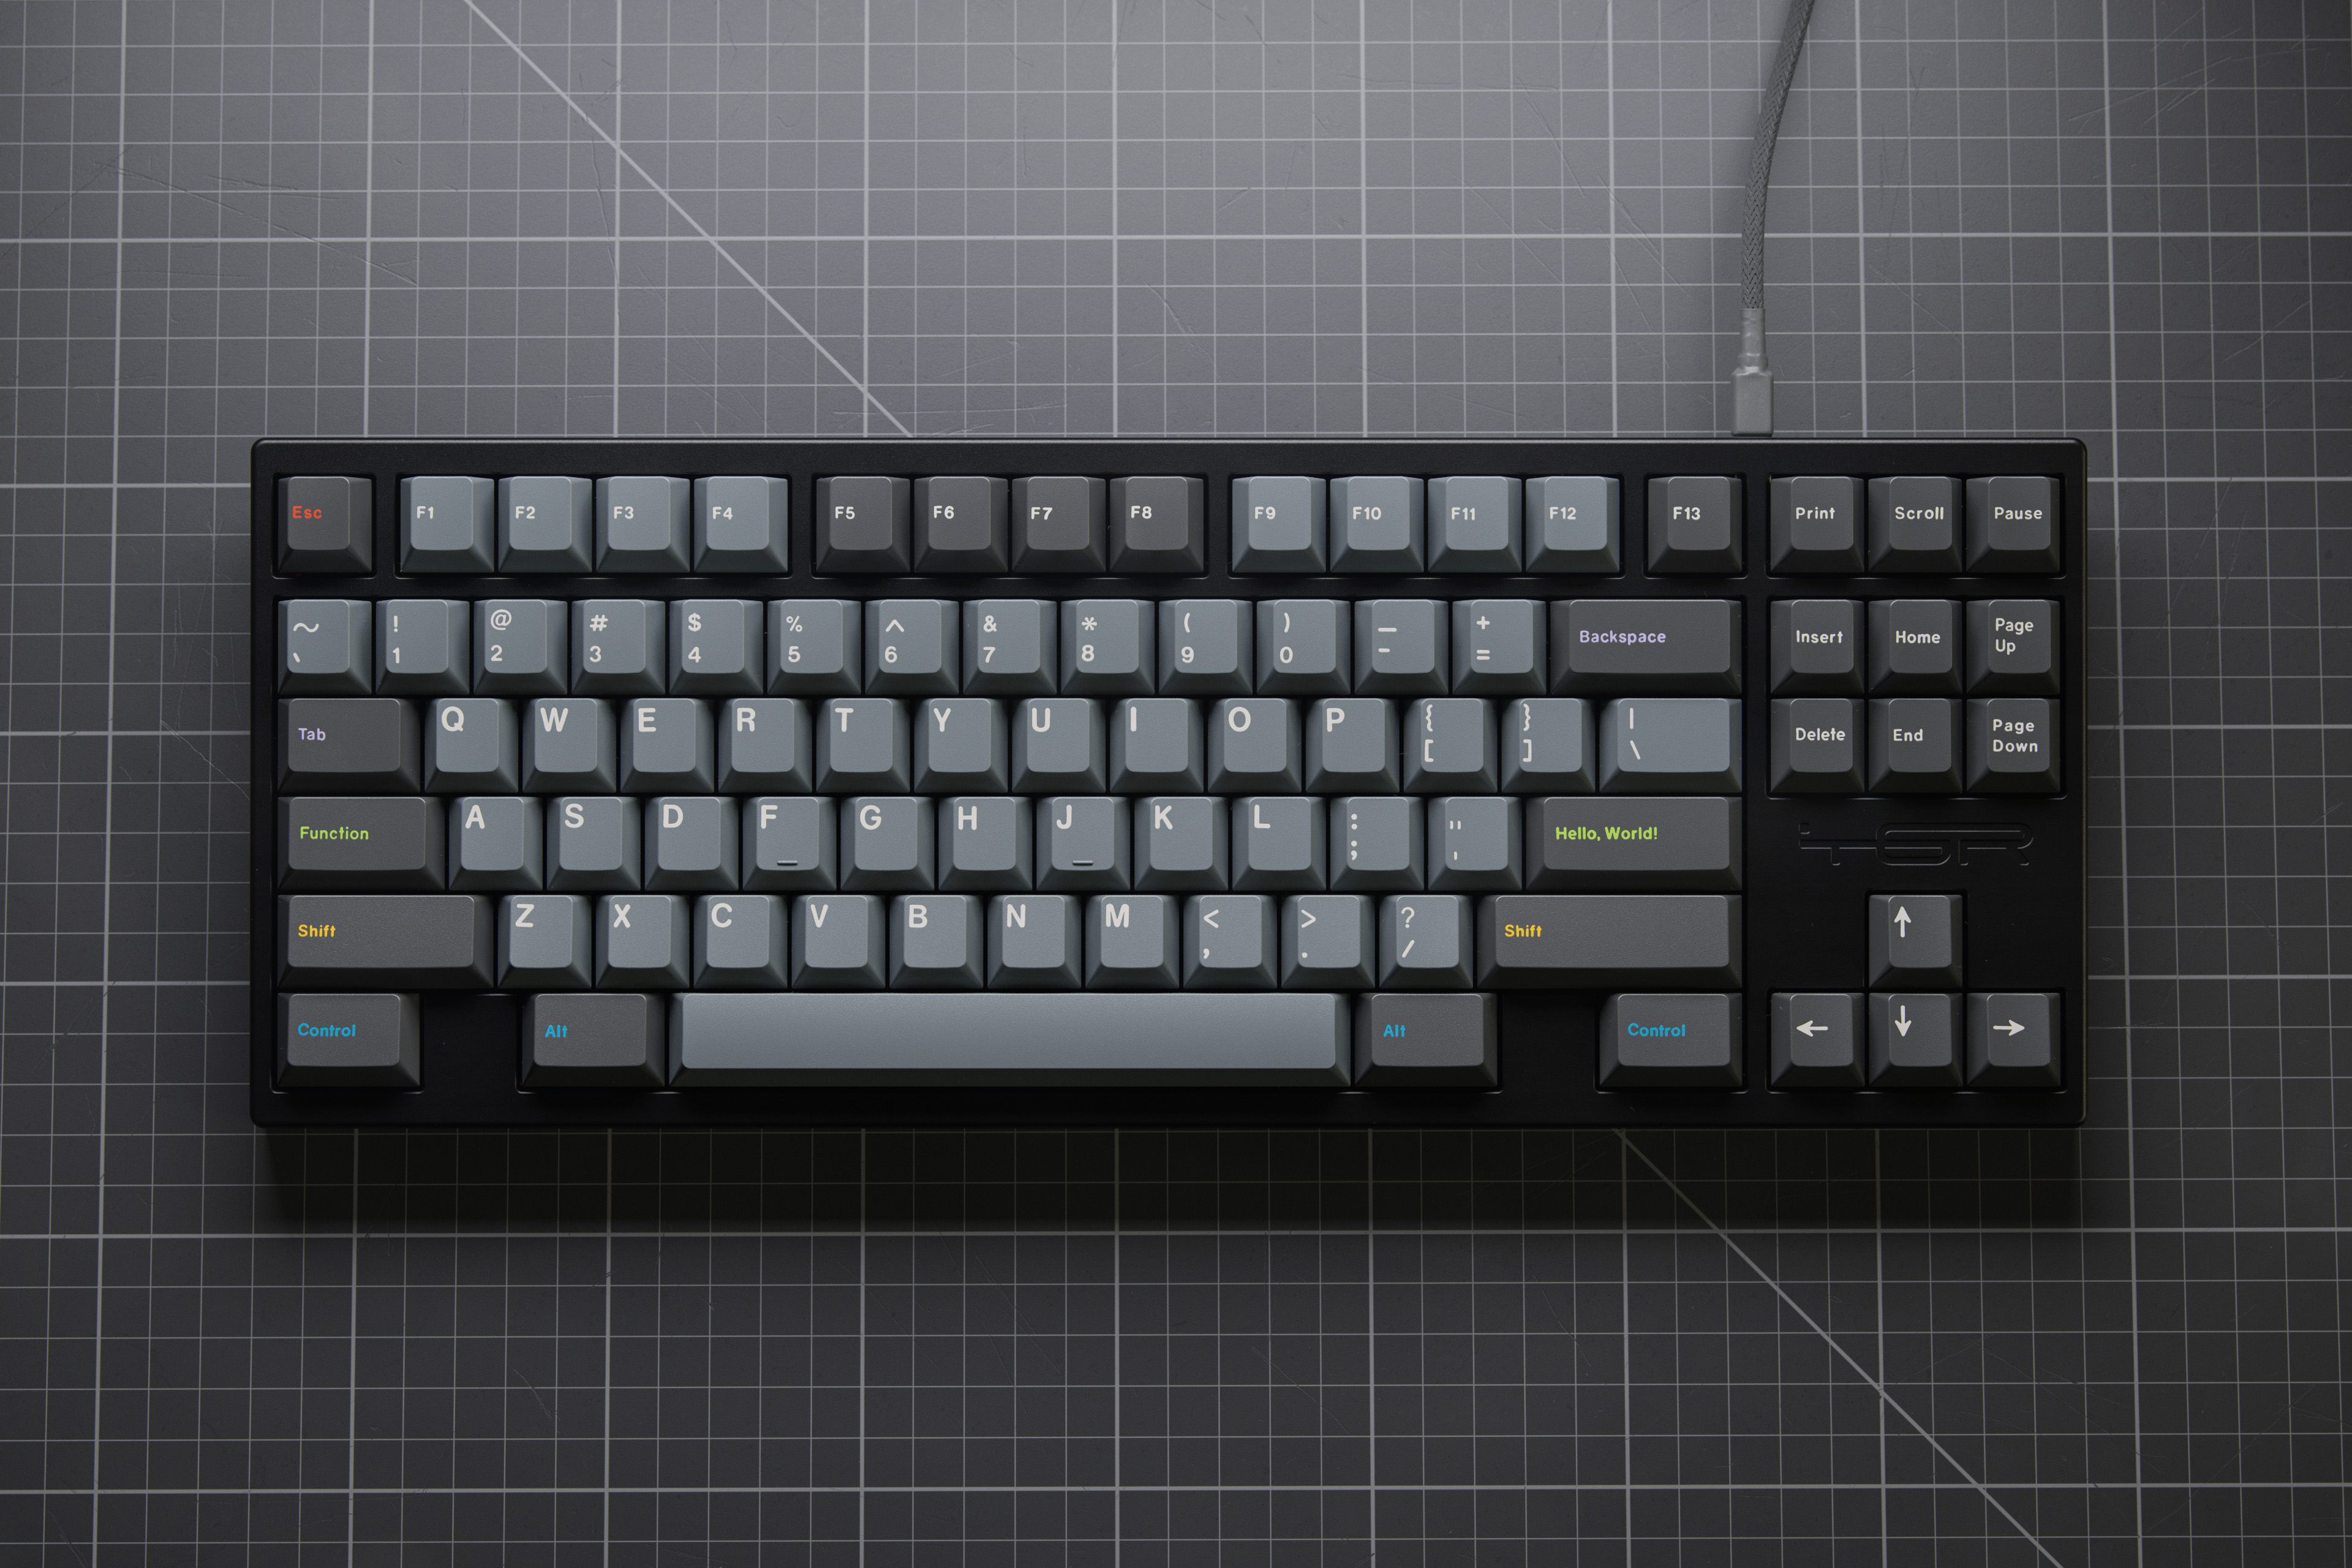 Esc F1 F2 F3 F4 F5 F6 F7 F8 F9 F10 F11 F12 F13 Print Scroll Pause
~ ! @ # $ % ^ & * ( ) _ +
` 1 2 3 4 5 6 7 8 9 0 - = Backspace Insert Home Page Up
Tab Q W E R T Y U I O P { } |
[ ] \ Delete End Page Down
Function A S D F G H J K L : " Hello, World!
; '
TGR
Shift Z X C V B N M < > ? Shift ↑
, . /
Control Alt Alt Control ← ↓ →